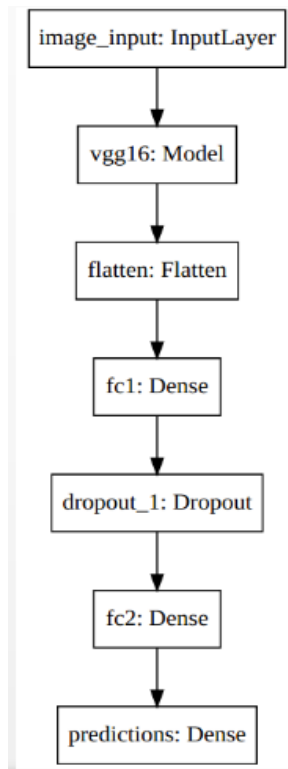 image_input: InputLayer
vgg16: Model
flatten: Flatten
fc1: Dense
dropout_1: Dropout
fc2: Dense
predictions: Dense